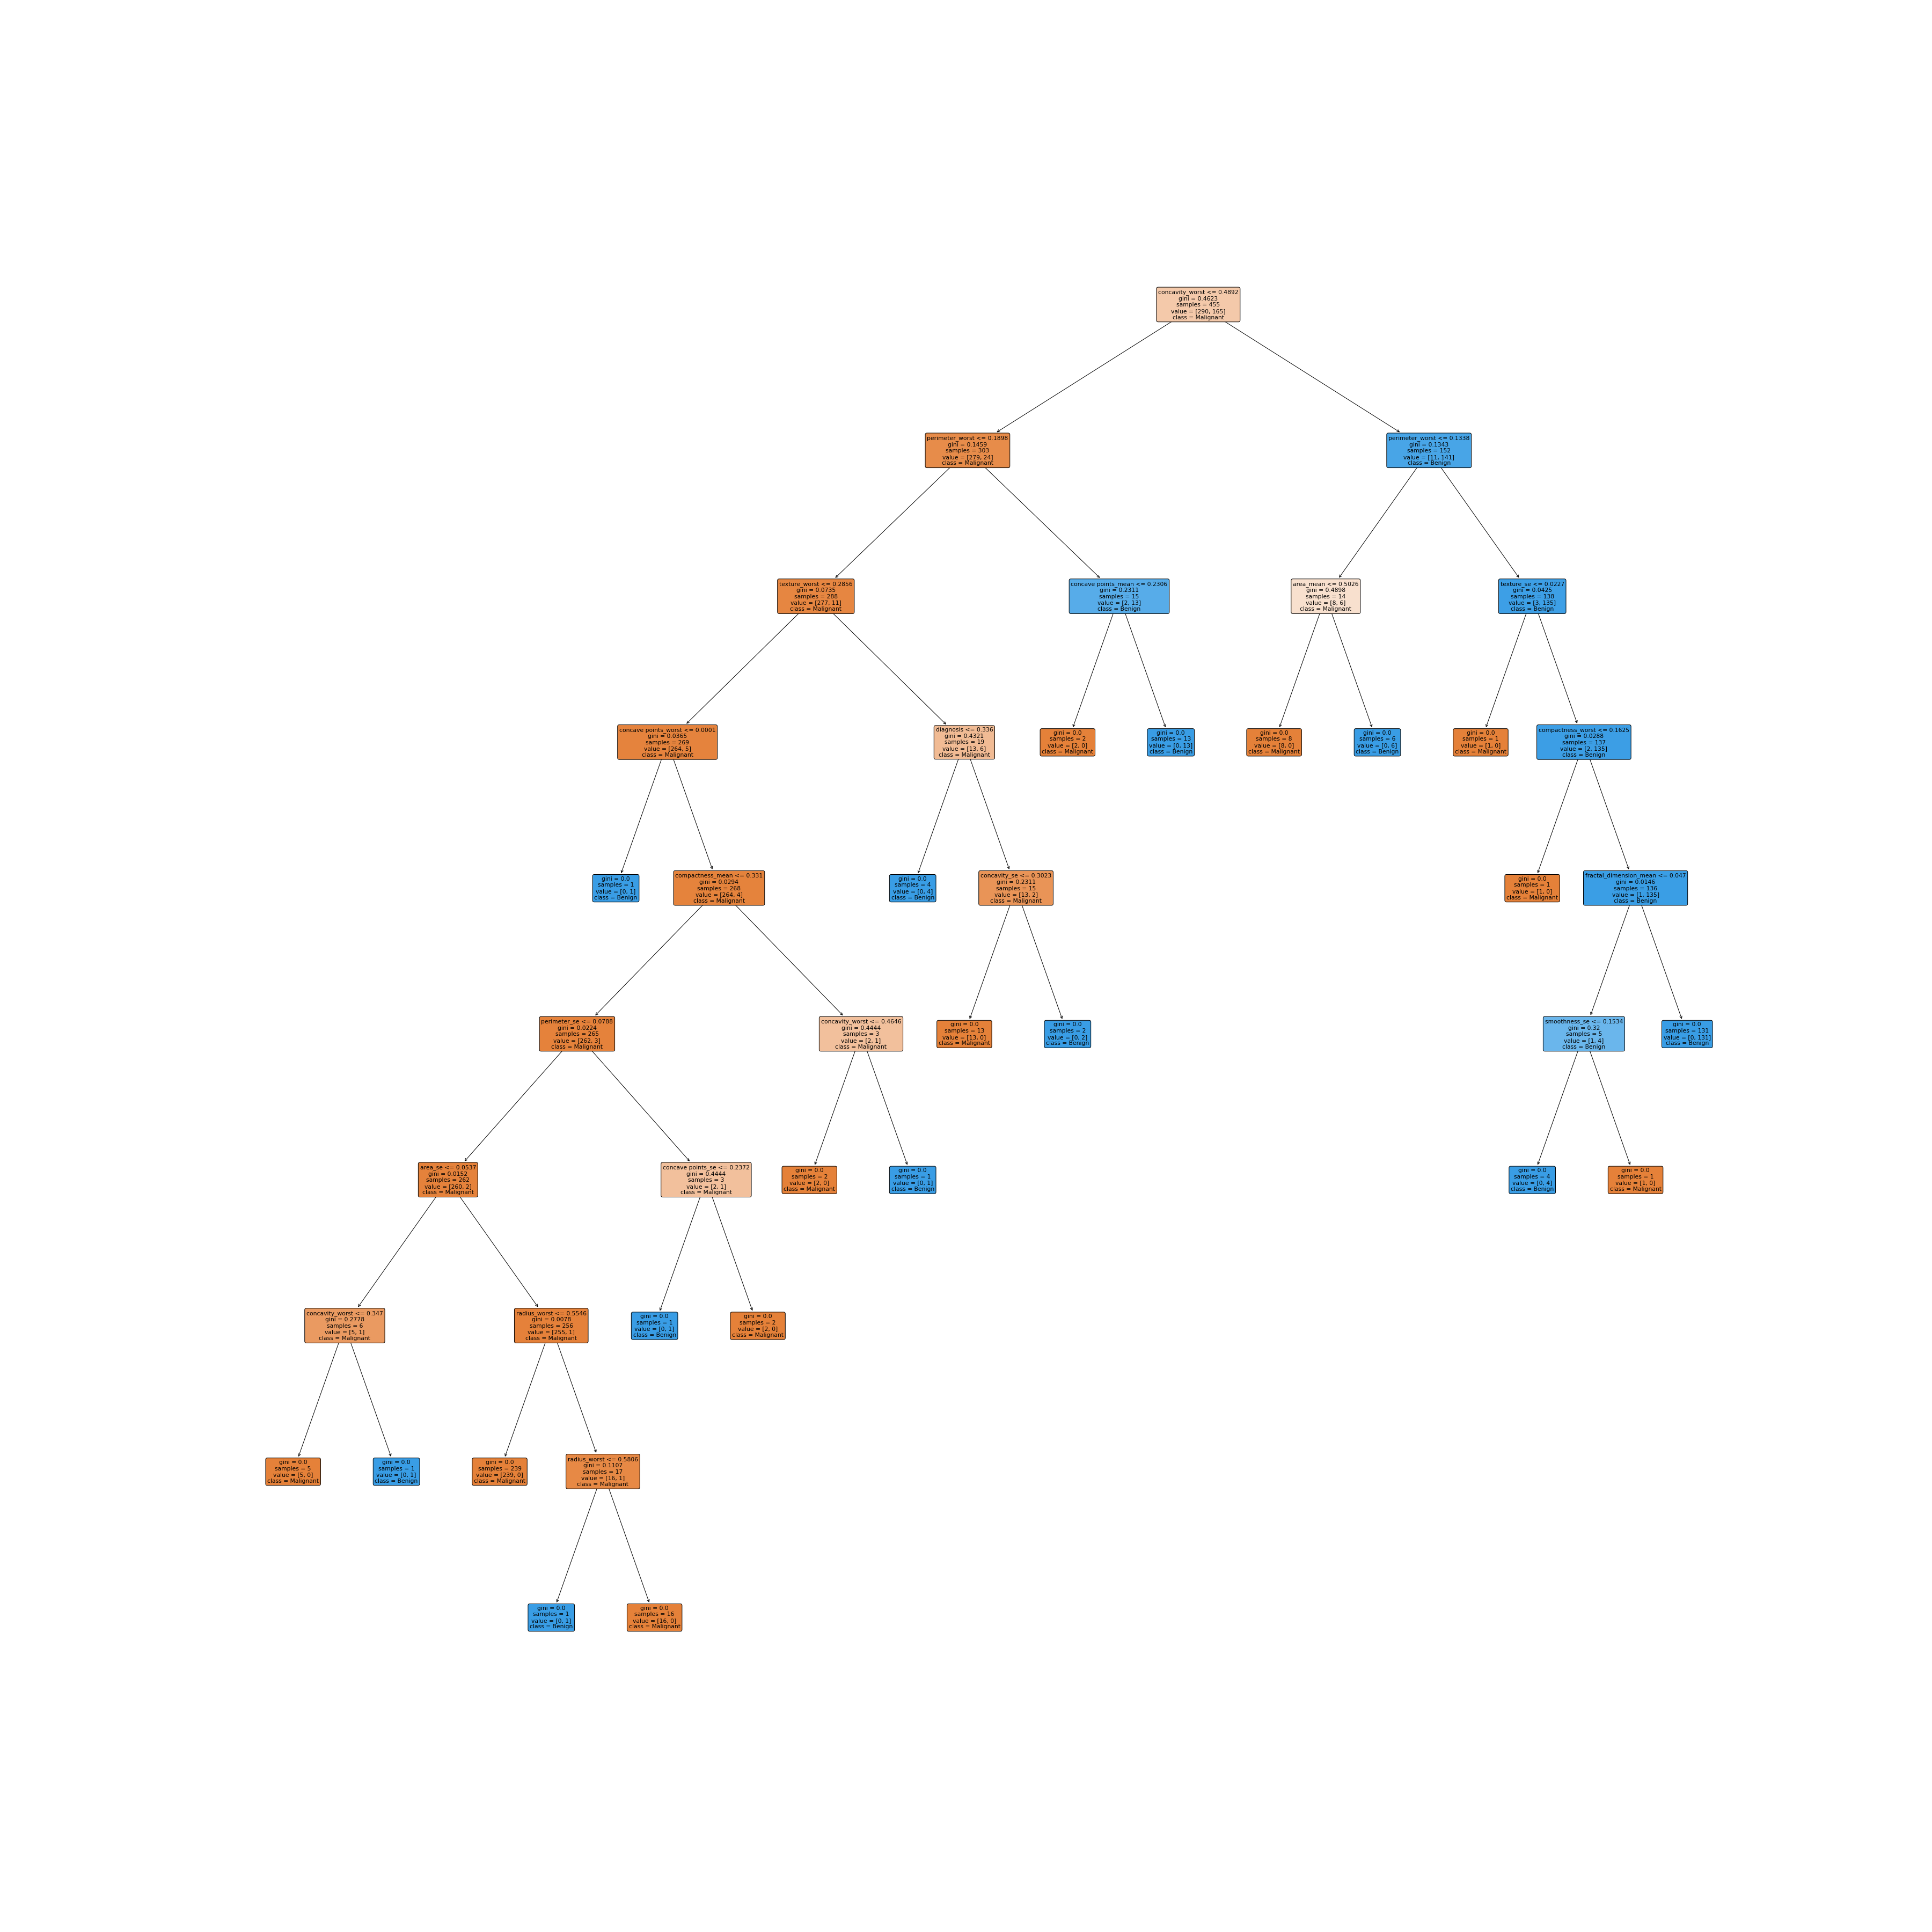 concavity_worst <= 0.4892
gini = 0.4623
samples = 455
value = [290, 165]
class = Malignant
perimeter_worst <= 0.1898
gini = 0.1459
samples = 303
value = [279, 24]
class = Malignant
perimeter_worst <= 0.1338
gini = 0.1343
samples = 152
value = [11, 141]
class = Benign
texture_worst <= 0.2856
gini = 0.0735
samples = 288
value = [277, 11]
class = Malignant
concave points_mean <= 0.2306
gini = 0.2311
samples = 15
value = [2, 13]
class = Benign
area_mean <= 0.5026
gini = 0.4898
samples = 14
value = [8, 6]
class = Malignant
texture_se <= 0.0227
gini = 0.0425
samples = 138
value = [3, 135]
class = Benign
concave points_worst <= 0.0001
gini = 0.0365
samples = 269
value = [264, 5]
class = Malignant
diagnosis <= 0.336
gini = 0.4321
samples = 19
value = [13, 6]
class = Malignant
gini = 0.0
samples = 2
value = [2, 0]
class = Malignant
gini = 0.0
samples = 13
value = [0, 13]
class = Benign
gini = 0.0
samples = 8
value = [8, 0]
class = Malignant
gini = 0.0
samples = 6
value = [0, 6]
class = Benign
gini = 0.0
samples = 1
value = [1, 0]
class = Malignant
compactness_worst <= 0.1625
gini = 0.0288
samples = 137
value = [2, 135]
class = Benign
gini = 0.0
samples = 1
value = [0, 1]
class = Benign
compactness_mean <= 0.331
gini = 0.0294
samples = 268
value = [264, 4]
class = Malignant
gini = 0.0
samples = 4
value = [0, 4]
class = Benign
concavity_se <= 0.3023
gini = 0.2311
samples = 15
value = [13, 2]
class = Malignant
gini = 0.0
samples = 1
value = [1, 0]
class = Malignant
fractal_dimension_mean <= 0.047
gini = 0.0146
samples = 136
value = [1, 135]
class = Benign
perimeter_se <= 0.0788
gini = 0.0224
samples = 265
value = [262, 3]
class = Malignant
concavity_worst <= 0.4646
gini = 0.4444
samples = 3
value = [2, 1]
class = Malignant
gini = 0.0
samples = 13
value = [13, 0]
class = Malignant
gini = 0.0
samples = 2
value = [0, 2]
class = Benign
smoothness_se <= 0.1534
gini = 0.32
samples = 5
value = [1, 4]
class = Benign
gini = 0.0
samples = 131
value = [0, 131]
class = Benign
area_se <= 0.0537
gini = 0.0152
samples = 262
value = [260, 2]
class = Malignant
concave points_se <= 0.2372
gini = 0.4444
samples = 3
value = [2, 1]
class = Malignant
gini = 0.0
samples = 2
value = [2, 0]
class = Malignant
gini = 0.0
samples = 1
value = [0, 1]
class = Benign
gini = 0.0
samples = 4
value = [0, 4]
class = Benign
gini = 0.0
samples = 1
value = [1, 0]
class = Malignant
concavity_worst <= 0.347
gini = 0.2778
samples = 6
value = [5, 1]
class = Malignant
radius_worst <= 0.5546
gini = 0.0078
samples = 256
value = [255, 1]
class = Malignant
gini = 0.0
samples = 1
value = [0, 1]
class = Benign
gini = 0.0
samples = 2
value = [2, 0]
class = Malignant
gini = 0.0
samples = 5
value = [5, 0]
class = Malignant
gini = 0.0
samples = 1
value = [0, 1]
class = Benign
gini = 0.0
samples = 239
value = [239, 0]
class = Malignant
radius_worst <= 0.5806
gini = 0.1107
samples = 17
value = [16, 1]
class = Malignant
gini = 0.0
samples = 1
value = [0, 1]
class = Benign
gini = 0.0
samples = 16
value = [16, 0]
class = Malignant